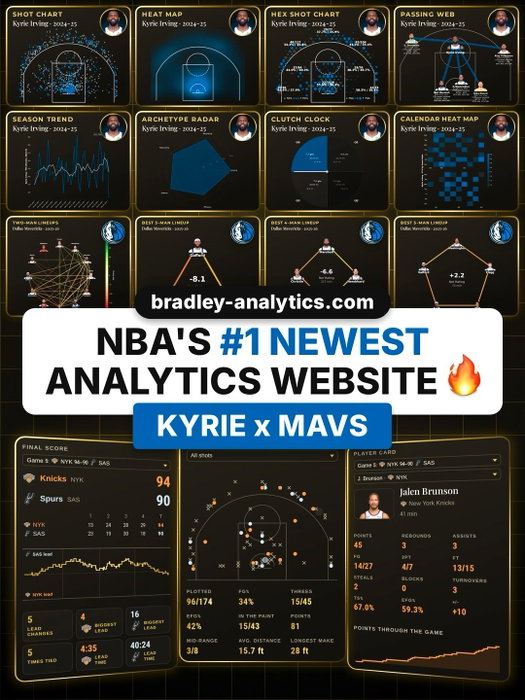 SHOT CHART
Kyrie Irving · 2024-25
HEAT MAP
Kyrie Irving · 2024-25
HEX SHOT CHART
Kyrie Irving · 2024-25
PASSING WEB
Kyrie Irving · 2024-25
SEASON TREND
Kyrie Irving · 2024-25
ARCHETYPE RADAR
Kyrie Irving · 2024-25
CLUTCH CLOCK
Kyrie Irving · 2024-25
CALENDAR HEAT MAP
Kyrie Irving · 2024-25
TWO-MAN LINEUPS
Dallas Mavericks · 2025-26
BEST 3-MAN LINEUP
Dallas Mavericks · 2025-26
-8.1
BEST 4-MAN LINEUP
Dallas Mavericks · 2025-26
-6.6
Net Rating
BEST 5-MAN LINEUP
Dallas Mavericks · 2025-26
+2.2
Net Rating
bradley-analytics.com
NBA'S #1 NEWEST
ANALYTICS WEBSITE🔥
KYRIE x MAVS
FINAL SCORE
Game 5: NYK 94-90 SAS
Knicks NYK 94
Spurs SAS 90
1 2 3 4 T
NYK
SAS
SAS lead
NYK lead
5 LEAD CHANGES
4 BIGGEST LEAD
16 BIGGEST LEAD
5 TIMES TIED
4:35 LEAD TIME
40:24 LEAD TIME
All shots
PLOTTED FG% THREES
96/174 34% 15/45
EFG% IN THE PAINT POINTS
42% 15/43 81
MID-RANGE AVG. DISTANCE LONGEST MAKE
3/8 15.7 ft 28 ft
PLAYER CARD
Game 5: NYK 94-90 SAS
J. Brunson · NYK
Jalen Brunson
New York Knicks
41 min
POINTS REBOUNDS ASSISTS
45 3 3
FG 3PT FT
14/27 4/7 13/15
STEALS BLOCKS TURNOVERS
2 0 3
TS% EFG% +/-
67.0% 59.3% +10
POINTS THROUGH THE GAME